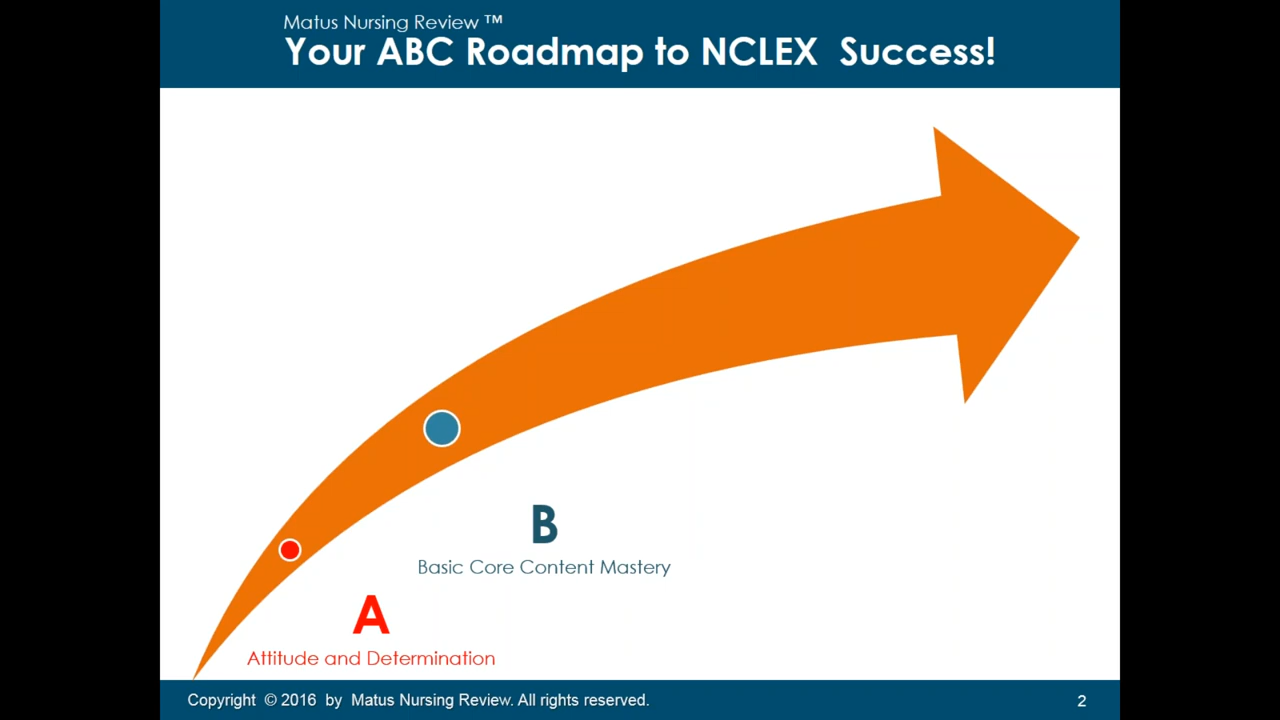 Matus Nursing Review ™
Your ABC Roadmap to NCLEX Success!
B
Basic Core Content Mastery
A
Attitude and Determination
Copyright © 2016 by Matus Nursing Review. All rights reserved.
2